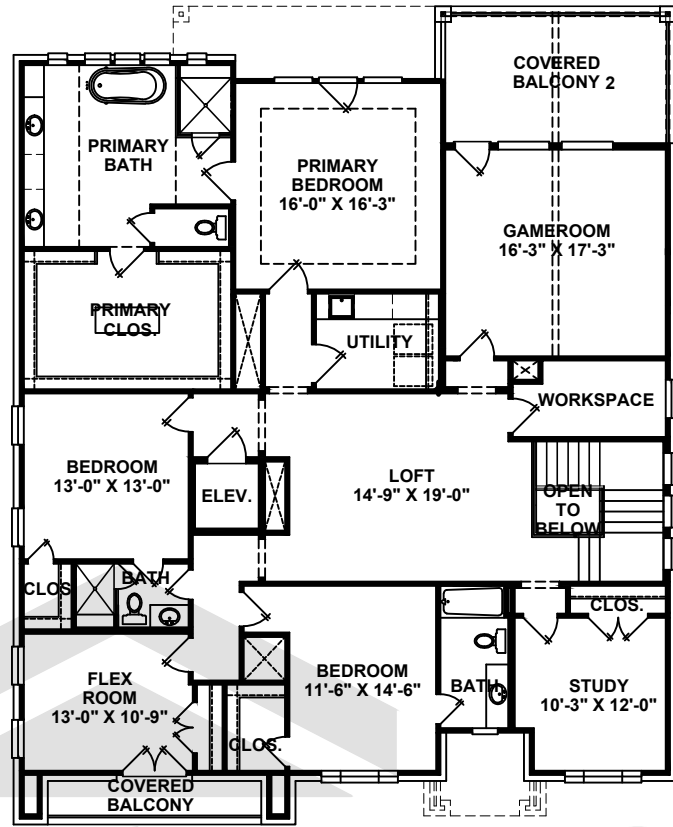 COVERED
BALCONY 2
PRIMARY
BATH
PRIMARY
BEDROOM
16'-0" X 16'-3"
GAMEROOM
16'-3" X 17'-3"
PRIMARY
CLOS.
UTILITY
WORKSPACE
BEDROOM
13'-0" X 13'-0"
ELEV.
LOFT
14'-9" X 19'-0"
OPEN
TO
BELOW
CLOS
BATH
CLOS.
FLEX
ROOM
13'-0" X 10'-9"
BEDROOM
11'-6" X 14'-6"
BATH
STUDY
10'-3" X 12'-0"
CLOS.
COVERED
BALCONY